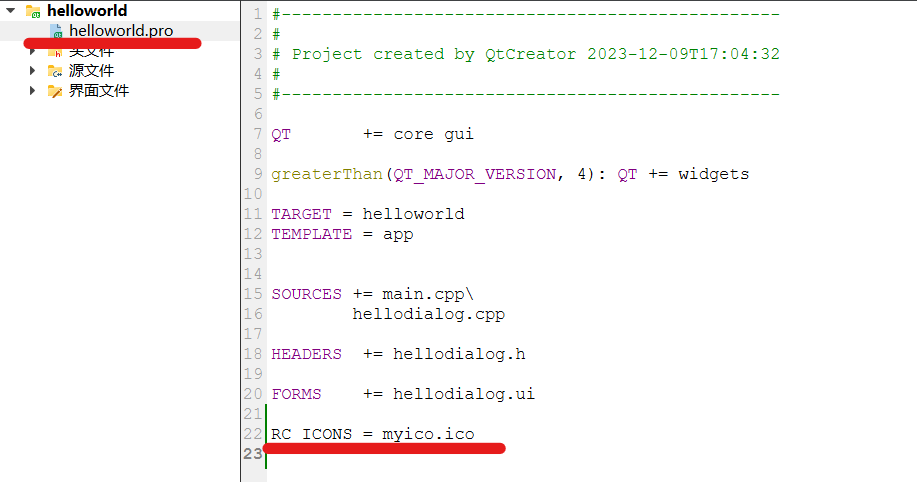 helloworld
helloworld.pro
头文件
源文件
界面文件
1 #-------------------------------------------------
2 #
3 # Project created by QtCreator 2023-12-09T17:04:32
4 #
5 #-------------------------------------------------
6
7 QT       += core gui
8
9 greaterThan(QT_MAJOR_VERSION, 4): QT += widgets
10
11 TARGET = helloworld
12 TEMPLATE = app
13
14
15 SOURCES += main.cpp\
16         hellodialog.cpp
17
18 HEADERS  += hellodialog.h
19
20 FORMS    += hellodialog.ui
21
22 RC_ICONS = myico.ico
23